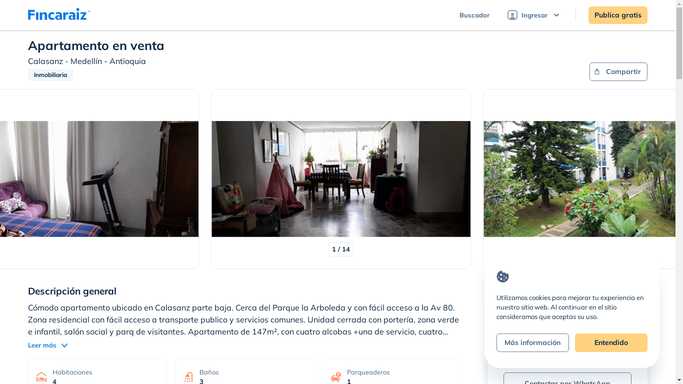 Fincaraiz
Buscador
Ingresar
Publica gratis
Apartamento en venta
Calasanz - Medellín - Antioquia
Inmobiliaria
Compartir
1 / 14
Descripción general
Cómodo apartamento ubicado en Calasanz parte baja. Cerca del Parque la Arboleda y con fácil acceso a la Av 80.
Zona residencial con fácil acceso a transporte publico y servicios comunes. Unidad cerrada con portería, zona verde
e infantil, salón social y parq de visitantes. Apartamento de 147m², con cuatro alcobas +una de servicio, cuatro...
Leer más
Habitaciones
4
Baños
3
Parqueaderos
1
Utilizamos cookies para mejorar tu experiencia en
nuestro sitio web. Al continuar en el sitio
consideramos que aceptas su uso.
Más información
Entendido
Contactar por WhatsApp